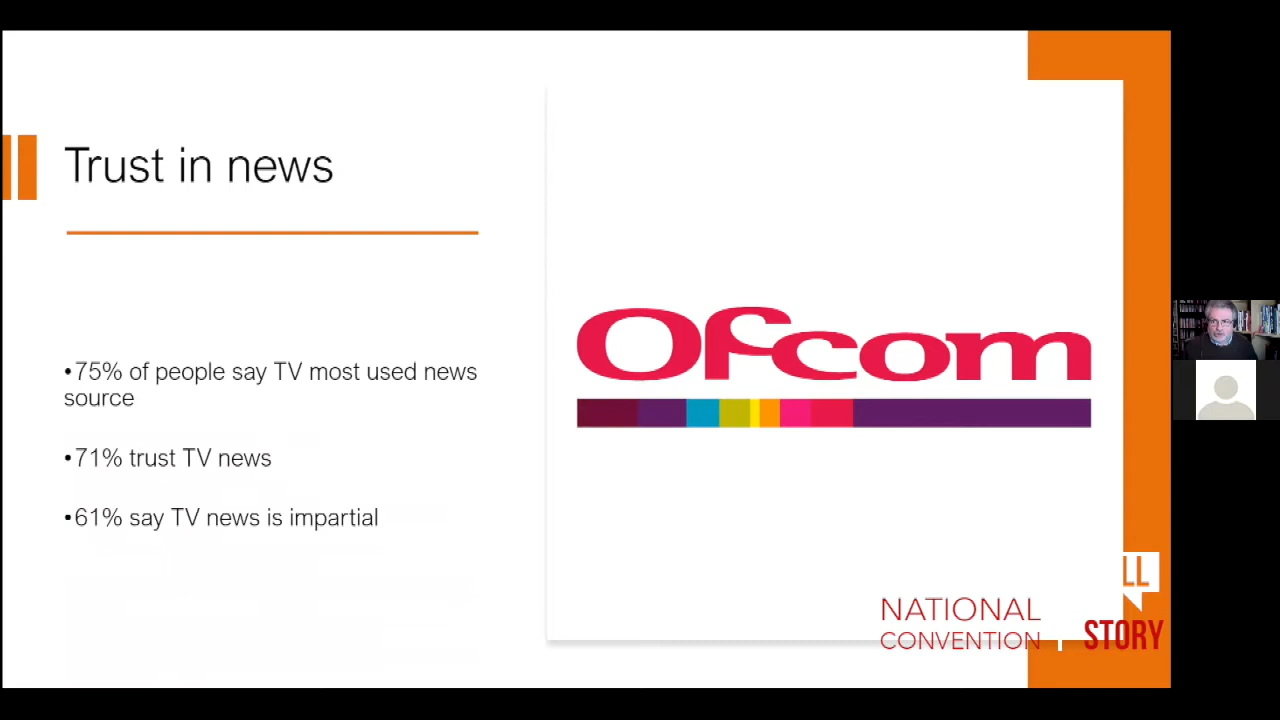 Trust in news
•75% of people say TV most used news
source
•71% trust TV news
•61% say TV news is impartial
Ofcom
NATIONAL
CONVENTION
LL
STORY